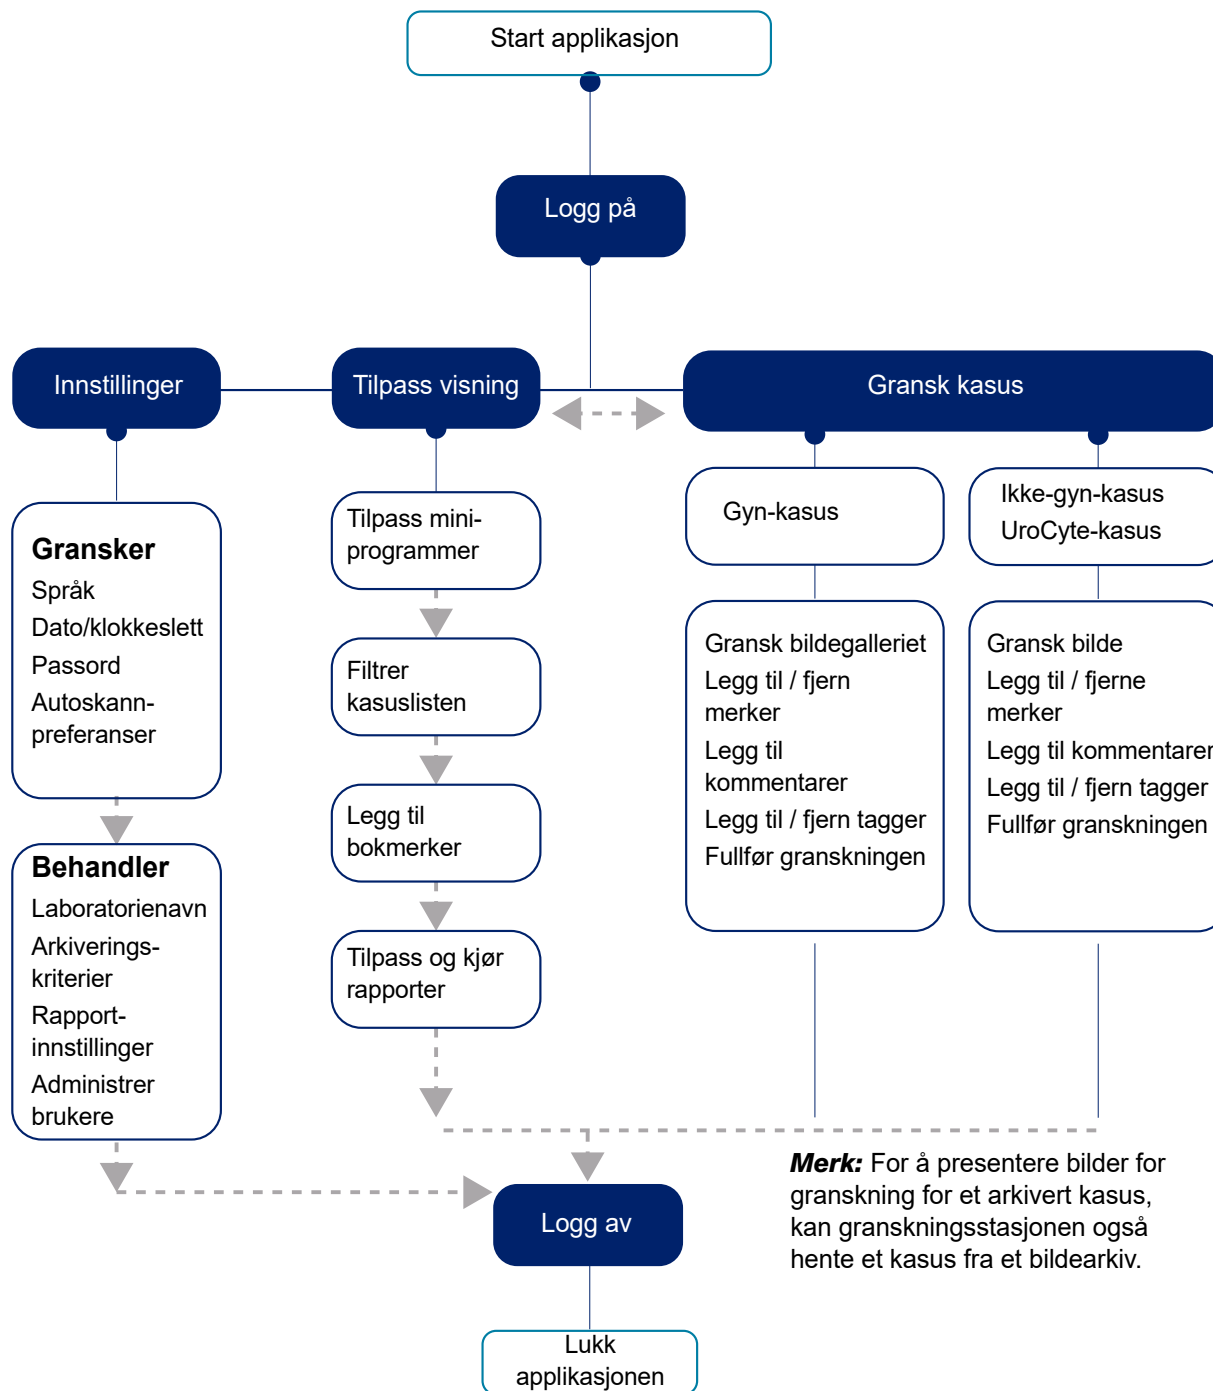 Start applikasjon
Logg på
Innstillinger
Tilpass visning
Gransk kasus
Gransker
Språk
Dato/klokkeslett
Passord
Autoskann-
preferanser
Behandler
Laboratorienavn
Arkiverings-
kriterier
Rapport-
innstillinger
Administrer
brukere
Tilpass mini-
programmer
Filtrer
kasuslisten
Legg til
bokmerker
Tilpass og kjør
rapporter
Gyn-kasus
Gransk bildegalleriet
Legg til / fjern
merker
Legg til
kommentarer
Legg til / fjern tagger
Fullfør granskningen
Ikke-gyn-kasus
UroCyte-kasus
Gransk bilde
Legg til / fjerne
merker
Legg til kommentarer
Legg til / fjern tagger
Fullfør granskningen
Merk: For å presentere bilder for
granskning for et arkivert kasus,
kan granskningsstasjonen også
hente et kasus fra et bildearkiv.
Logg av
Lukk
applikasjonen